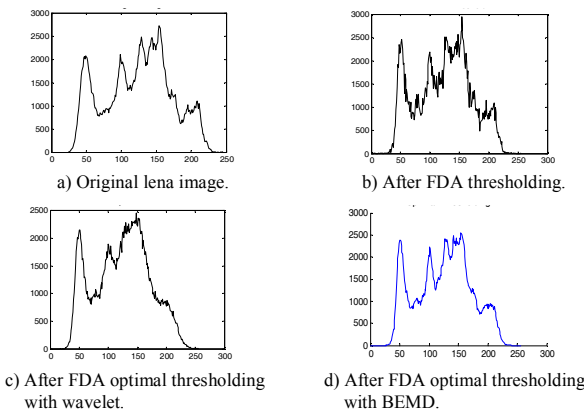 3000
2500
2000
1500
1000
500
0
0 50 100 150 200 250
a) Original lena image.
3000
2500
2000
1500
1000
500
0
0 50 100 150 200 250 300
b) After FDA thresholding.
2500
2000
1500
1000
500
0
0 50 100 150 200 250 300
c) After FDA optimal thresholding
with wavelet.
3000
2500
2000
1500
1000
500
0
0 50 100 150 200 250 300
d) After FDA optimal thresholding
with BEMD.